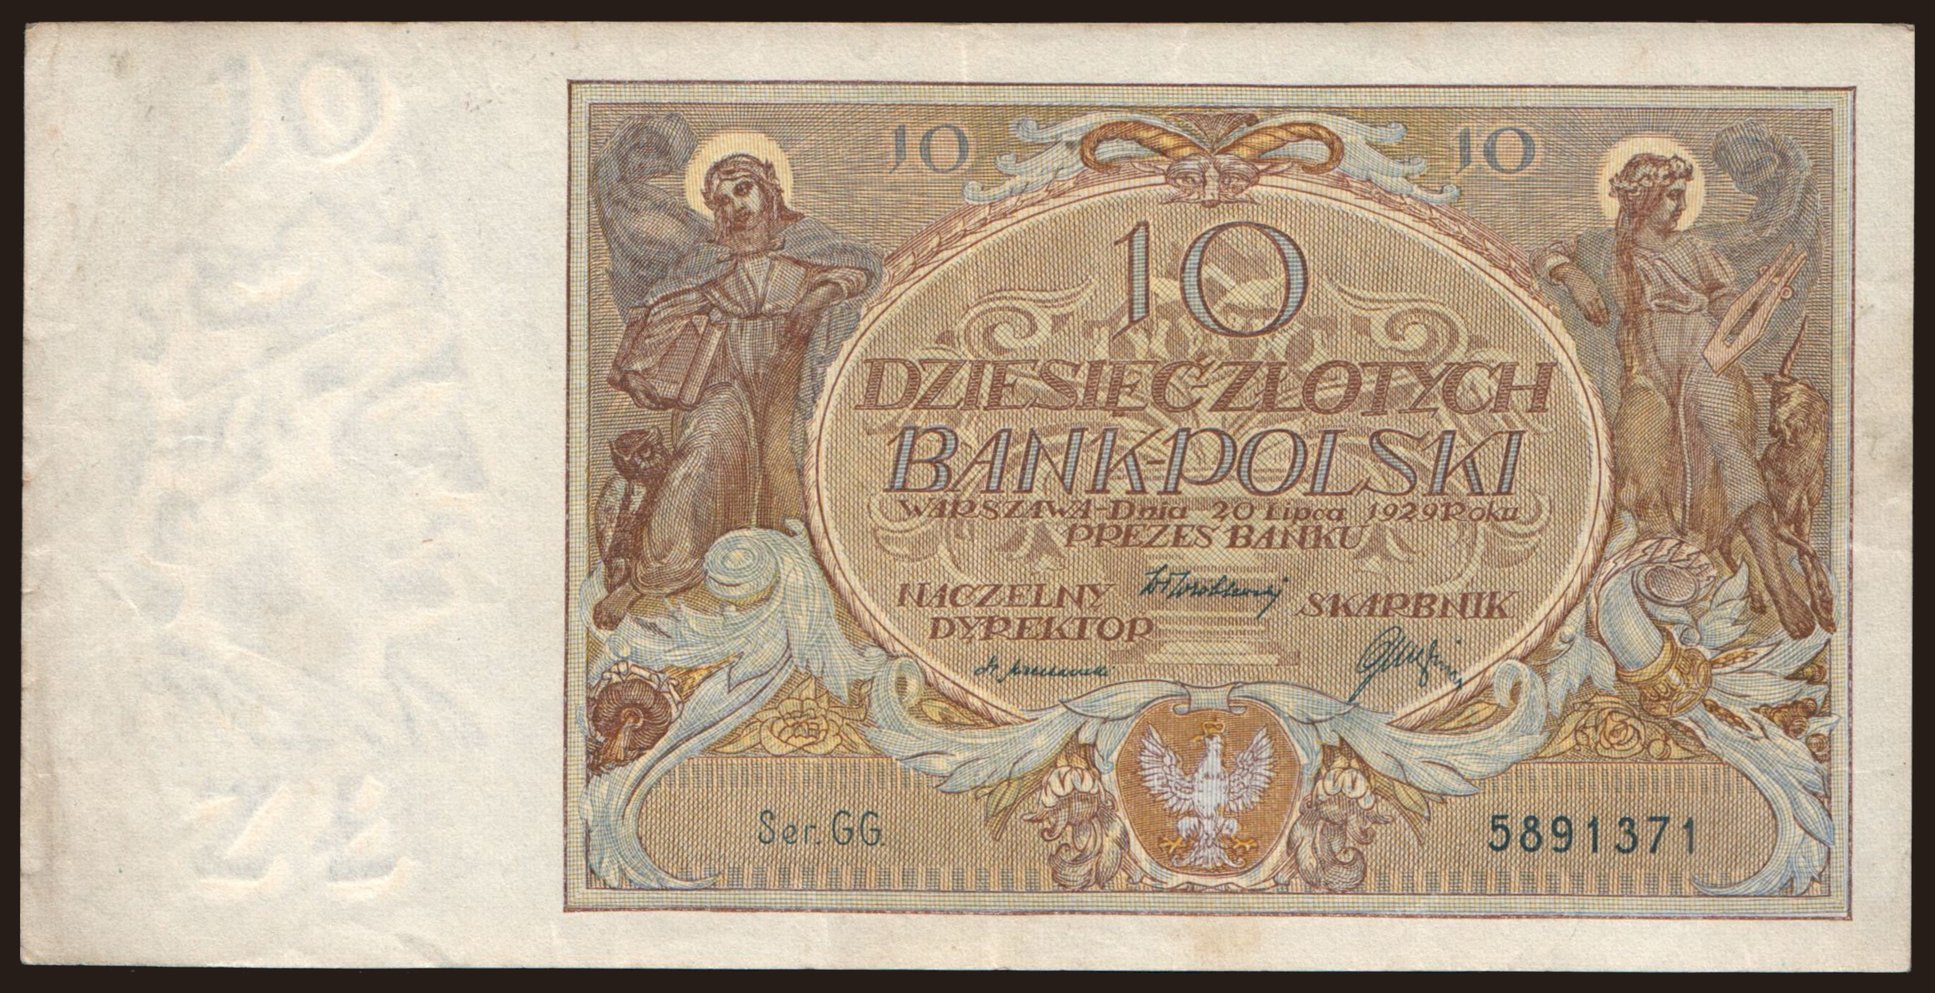 10 10
10
DZIESIĘĆ-ZŁOTYCH
BANK-POLSKI
WARSZAWA-Dnia 20 Lipca 1929 Roku
PREZES BANKU
NACZELNY
DYREKTOR
SKARBNIK
Ser. GG.
5891371